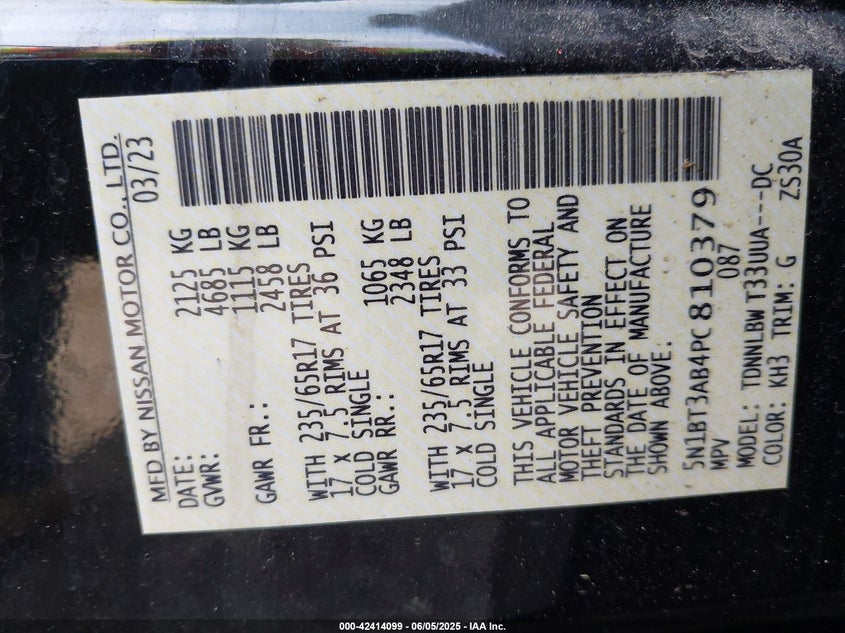 MFD BY NISSAN MOTOR CO., LTD.
DATE: 03/23
GVWR: 2125 KG
4685 LB
GAWR FR.: 1115 KG
2458 LB
WITH 235/65R17 TIRES
17 X 7.5 RIMS AT 36 PSI
COLD SINGLE
GAWR RR.: 1065 KG
2348 LB
WITH 235/65R17 TIRES
17 X 7.5 RIMS AT 33 PSI
COLD SINGLE
THIS VEHICLE CONFORMS TO
ALL APPLICABLE FEDERAL
MOTOR VEHICLE SAFETY AND
THEFT PREVENTION
STANDARDS IN EFFECT ON
THE DATE OF MANUFACTURE
SHOWN ABOVE.
5N1BT3AB4PC810379
MPV 087
MODEL: TDNNLBW T33UUA---DC
COLOR: KH3 TRIM: G ZS30A
000-42414099 - 06/05/2025 - IAA Inc.